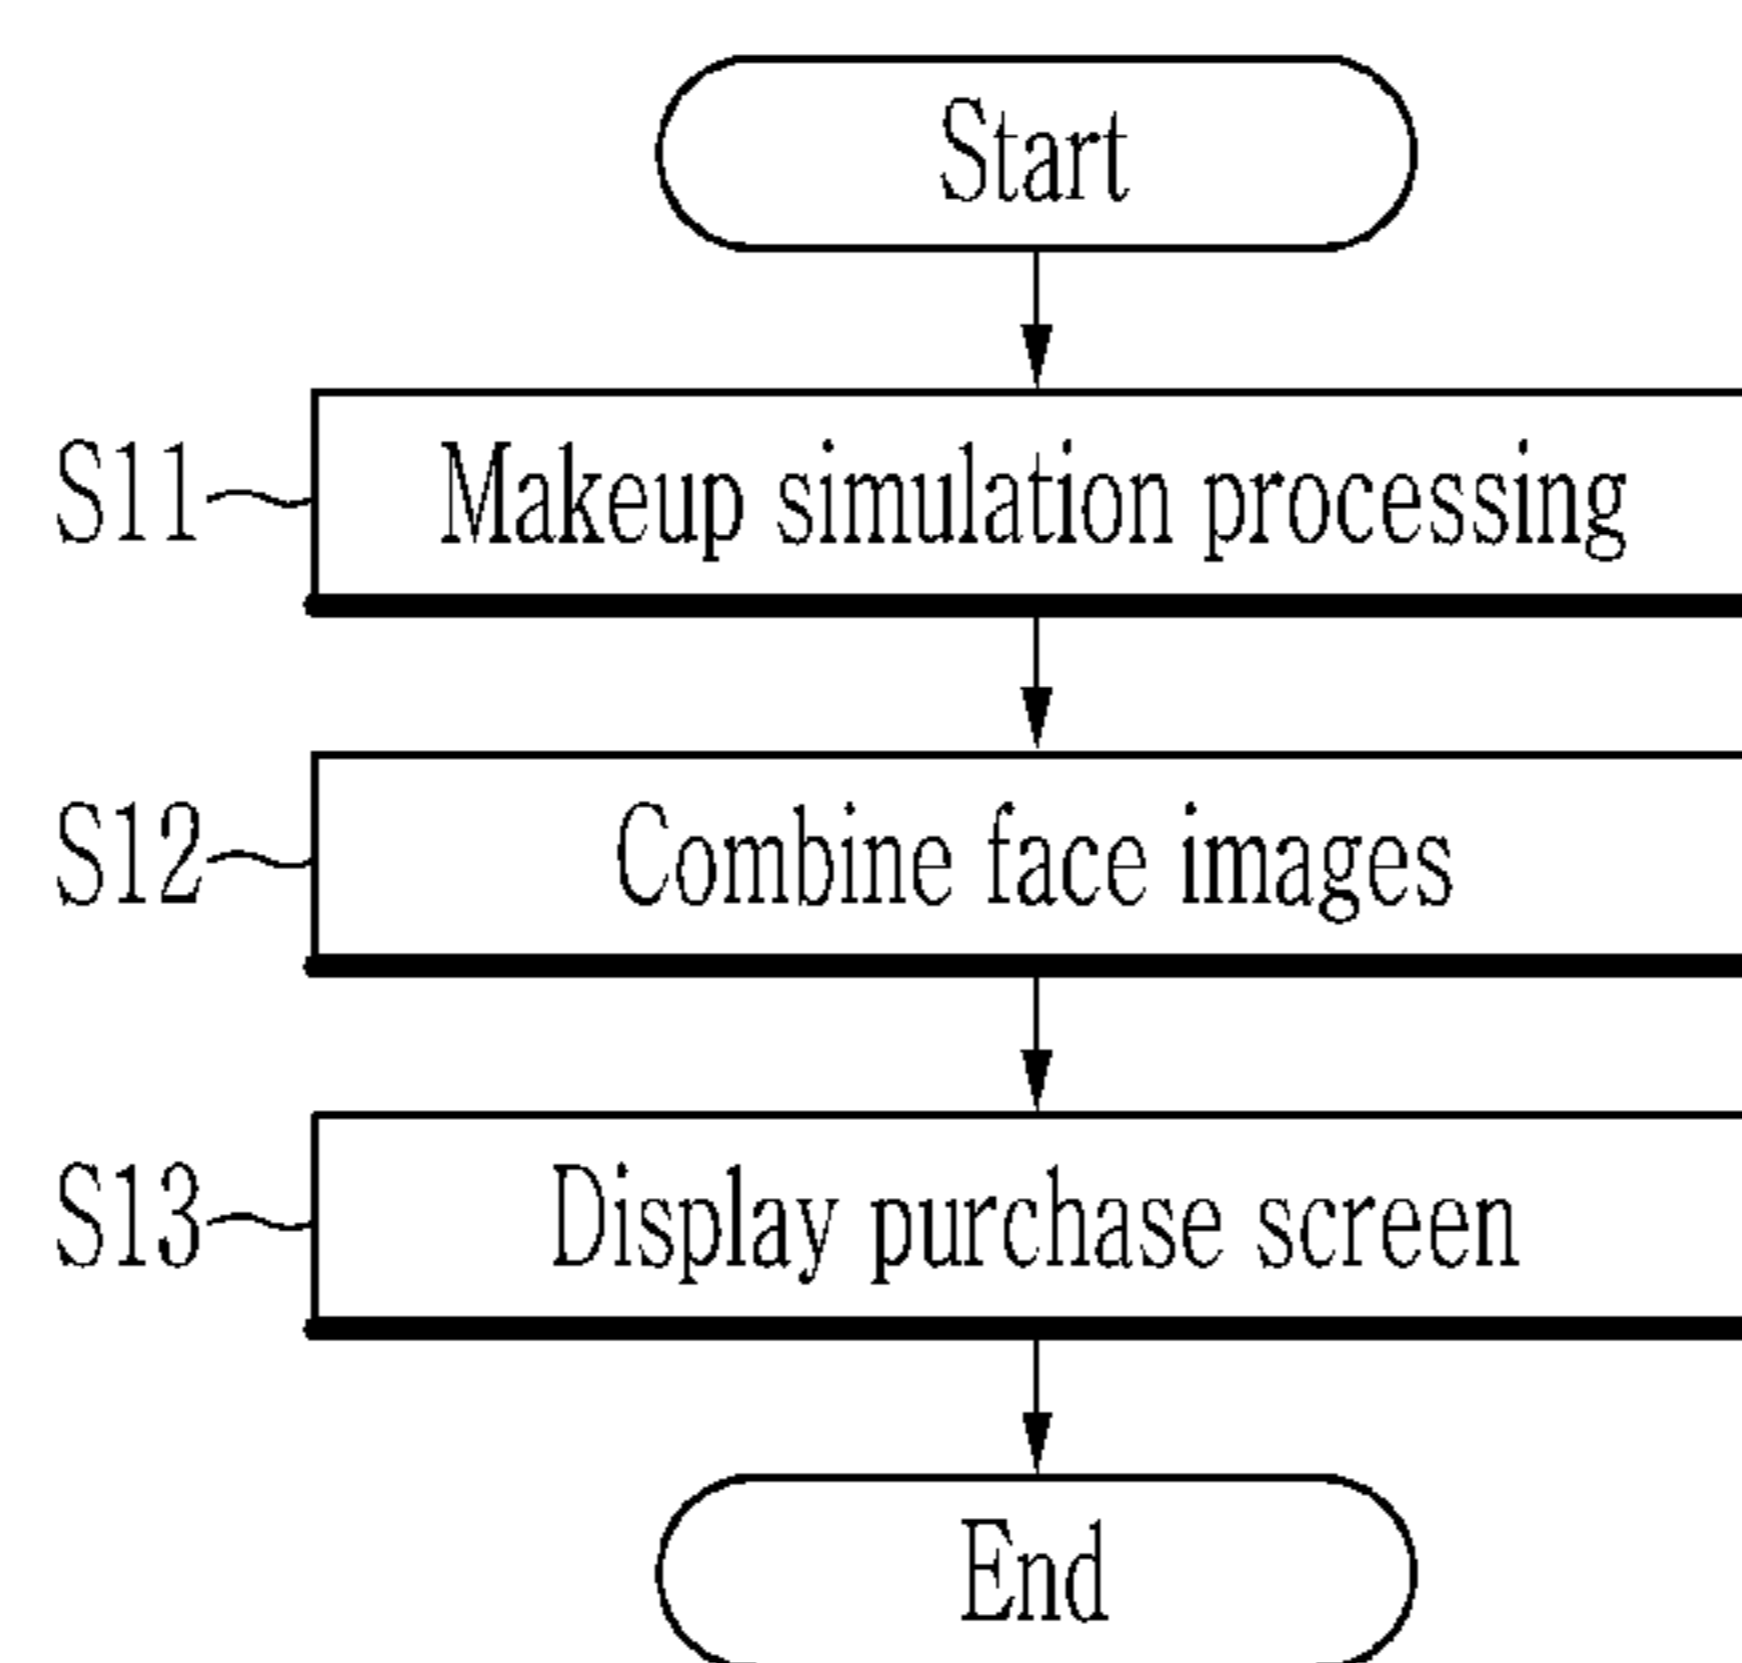 Start
S11 Makeup simulation processing
S12 Combine face images
S13 Display purchase screen
End